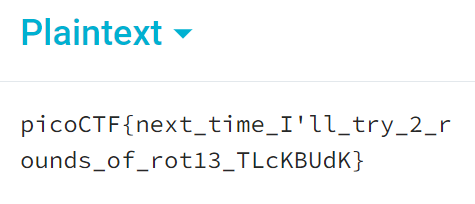 Plaintext
picoCTF{next_time_I'll_try_2_r
ounds_of_rot13_TLcKBUdK}